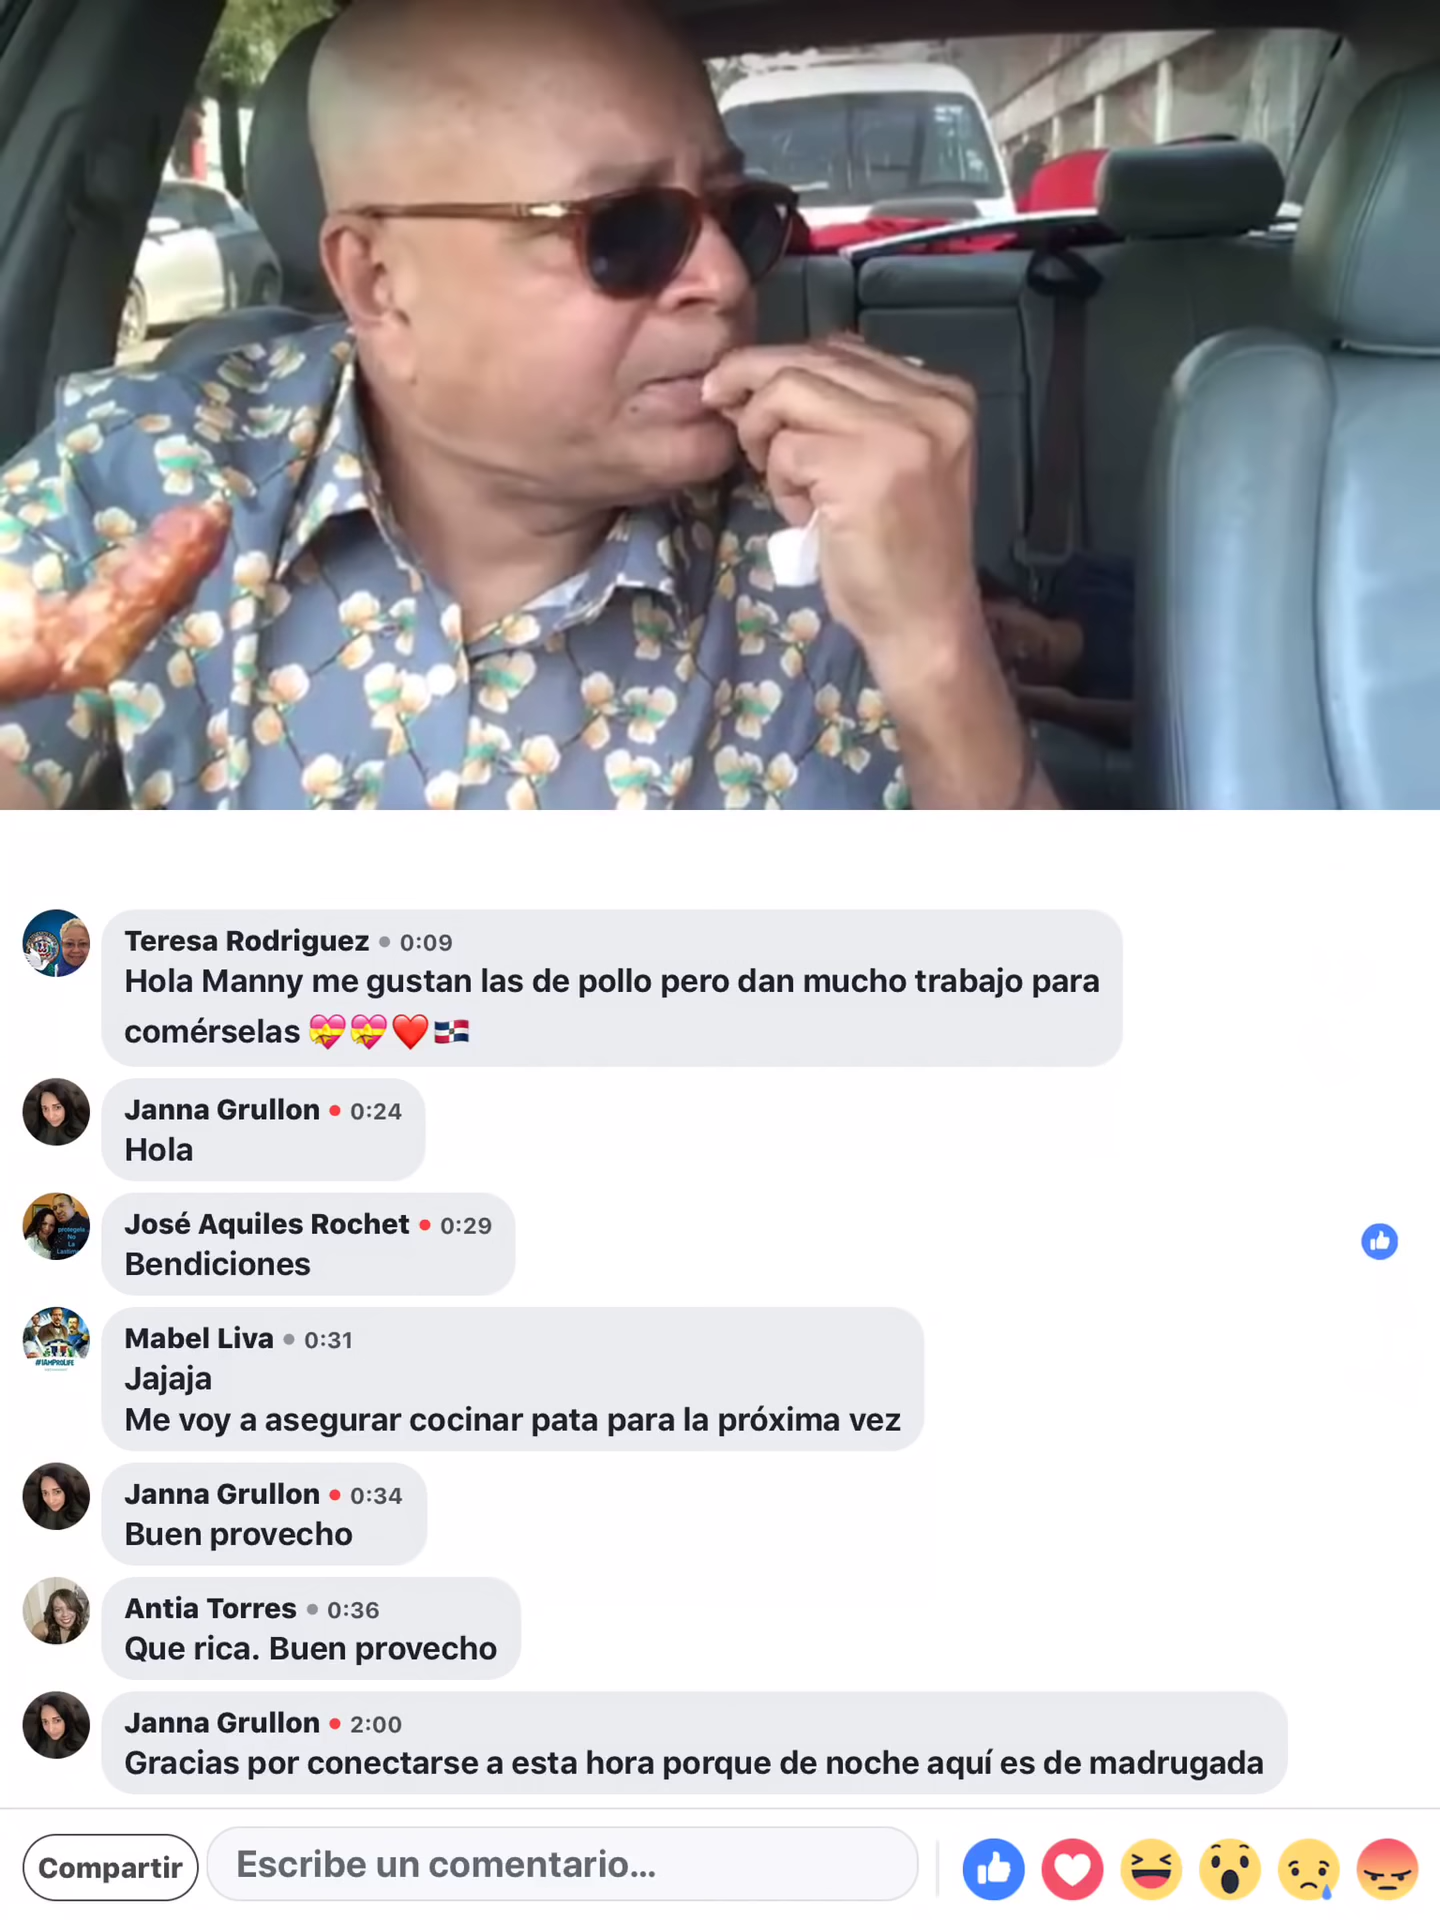 Teresa Rodriguez • 0:09
Hola Manny me gustan las de pollo pero dan mucho trabajo para
comérselas 💝💝❤️🇩🇴
Janna Grullon • 0:24
Hola
José Aquiles Rochet • 0:29
Bendiciones
protegela
No
La
Mabel Liva • 0:31
Jajaja
Me voy a asegurar cocinar pata para la próxima vez
#IAMPROLIFE
Janna Grullon • 0:34
Buen provecho
Antia Torres • 0:36
Que rica. Buen provecho
Janna Grullon • 2:00
Gracias por conectarse a esta hora porque de noche aquí es de madrugada
Compartir
Escribe un comentario...